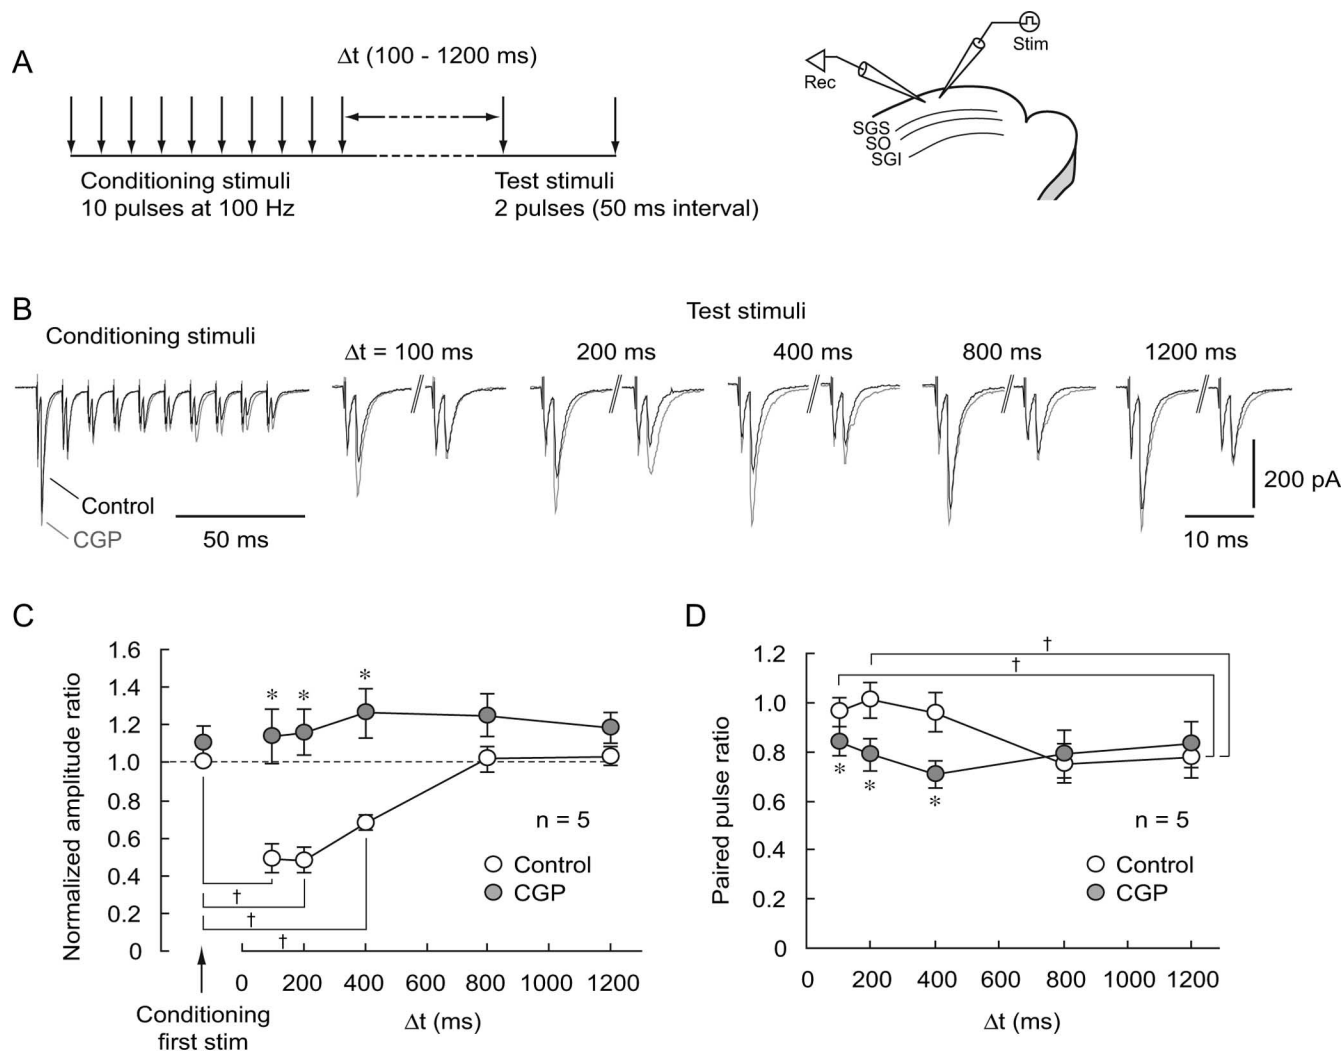 A
Δt (100 - 1200 ms)
Conditioning stimuli
10 pulses at 100 Hz
Test stimuli
2 pulses (50 ms interval)
Rec
Stim
SGS
SO
SGI
B
Conditioning stimuli
Test stimuli
Δt = 100 ms
200 ms
400 ms
800 ms
1200 ms
Control
CGP
50 ms
200 pA
10 ms
C
Normalized amplitude ratio
1.6
1.4
1.2
1.0
0.8
0.6
0.4
0.2
0
* * *
†
†
†
n = 5
Control
CGP
0 200 400 600 800 1000 1200
Δt (ms)
Conditioning
first stim
D
Paired pulse ratio
1.2
1.0
0.8
0.6
0.4
0.2
0
†
†
* * *
n = 5
Control
CGP
0 200 400 600 800 1000 1200
Δt (ms)